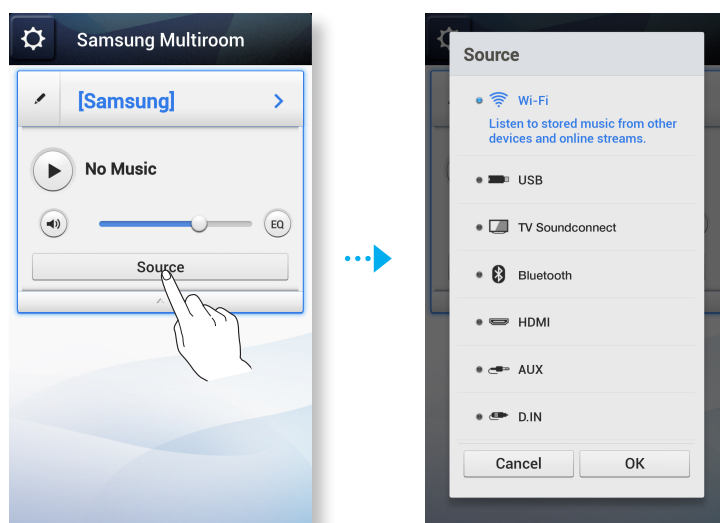 Samsung Multiroom
[Samsung]
No Music
EQ
Source
Source
Wi-Fi
Listen to stored music from other
devices and online streams.
USB
TV Soundconnect
Bluetooth
HDMI
AUX
D.IN
Cancel
OK